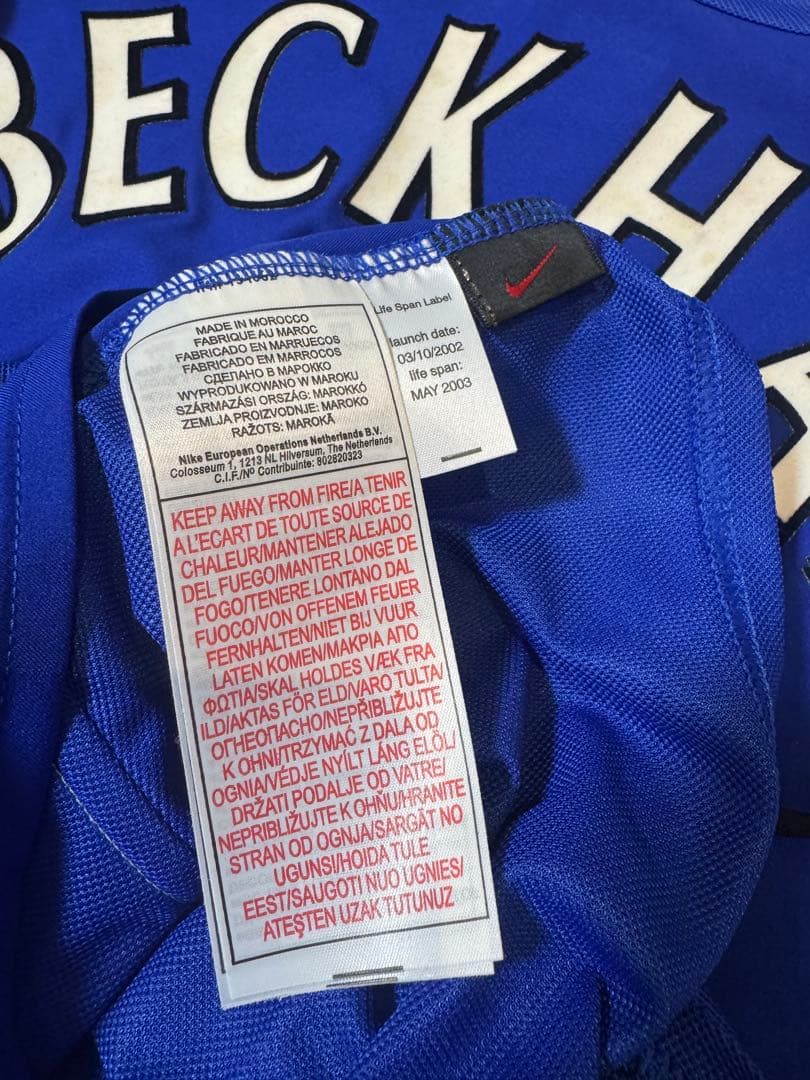 BECKH
MADE IN MOROCCO
FABRIQUE AU MAROC
FABRICADO EN MARRUECOS
FABRICADO EM MARROCOS
СДЕЛАНО В МАРОККО
WYPRODUKOWANO W MAROKU
SZÁRMAZÁSI ORSZÁG: MAROKKÓ
ZEMLJA PROIZVODNJE: MAROKO
RAŽOTS: MAROKĀ
Nike European Operations Netherlands B.V.
Colosseum 1, 1213 NL Hilversum, The Netherlands
C.I.F./Nº Contribuinte: 802820323
KEEP AWAY FROM FIRE/A TENIR
A L'ECART DE TOUTE SOURCE DE
CHALEUR/MANTENER ALEJADO
DEL FUEGO/MANTER LONGE DE
FOGO/TENERE LONTANO DAL
FUOCO/VON OFFENEM FEUER
FERNHALTEN/NIET BIJ VUUR
LATEN KOMEN/ΜΑΚΡΙΑ ΑΠΟ
ΦΩΤΙΑ/SKAL HOLDES VÆK FRA
ILD/AKTAS FÖR ELD/VARO TULTA/
ОГНЕОПАСНО/NEPŘIBLIŽUJTE
K OHNI/TRZYMAĆ Z DALA OD
OGNIA/VÉDJE NYÍLT LÁNG ELŐL/
DRŽATI PODALJE OD VATRE/
NEPRIBLIŽUJTE K OHŇU/HRANITE
STRAN OD OGNJA/SARGĀT NO
UGUNSI/HOIDA TULE
EEST/SAUGOTI NUO UGNIES/
ATEŞTEN UZAK TUTUNUZ
Life Span Label
launch date:
03/10/2002
life span:
MAY 2003